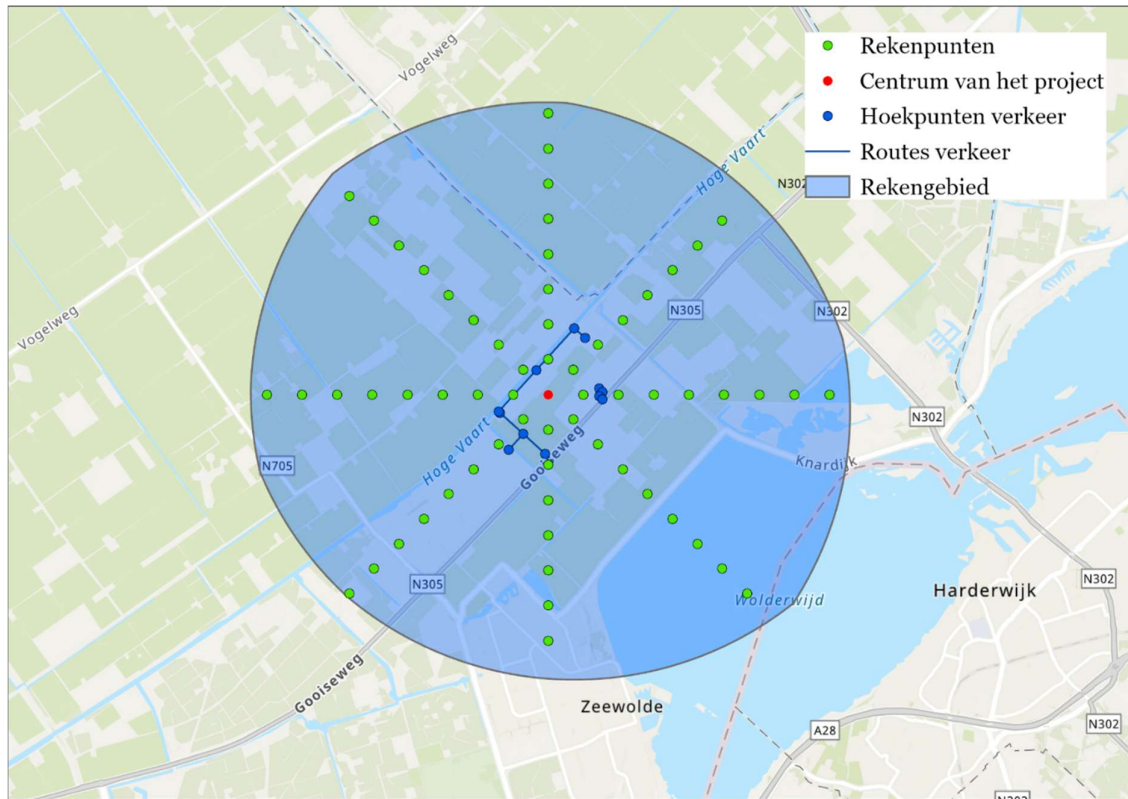 Rekenpunten
Centrum van het project
Hoekpunten verkeer
Routes verkeer
Rekengebied
Vogelweg
Hoge Vaart
N302
Vogelweg
N305
N302
Hoge Vaart
Gooiseweg
N302
N705
Knardijk
N305
Wolderwijd
Harderwijk
N302
Gooiseweg
Zeewolde
A28
N302
N302